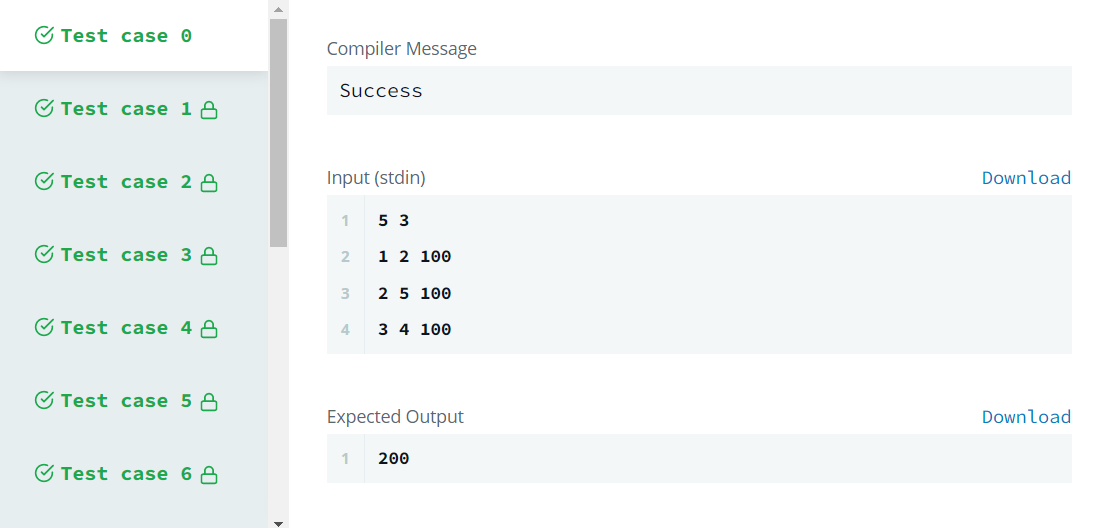 Test case 0
Test case 1
Test case 2
Test case 3
Test case 4
Test case 5
Test case 6
Compiler Message
Success
Input (stdin)
Download
1 5 3
2 1 2 100
3 2 5 100
4 3 4 100
Expected Output
Download
1 200